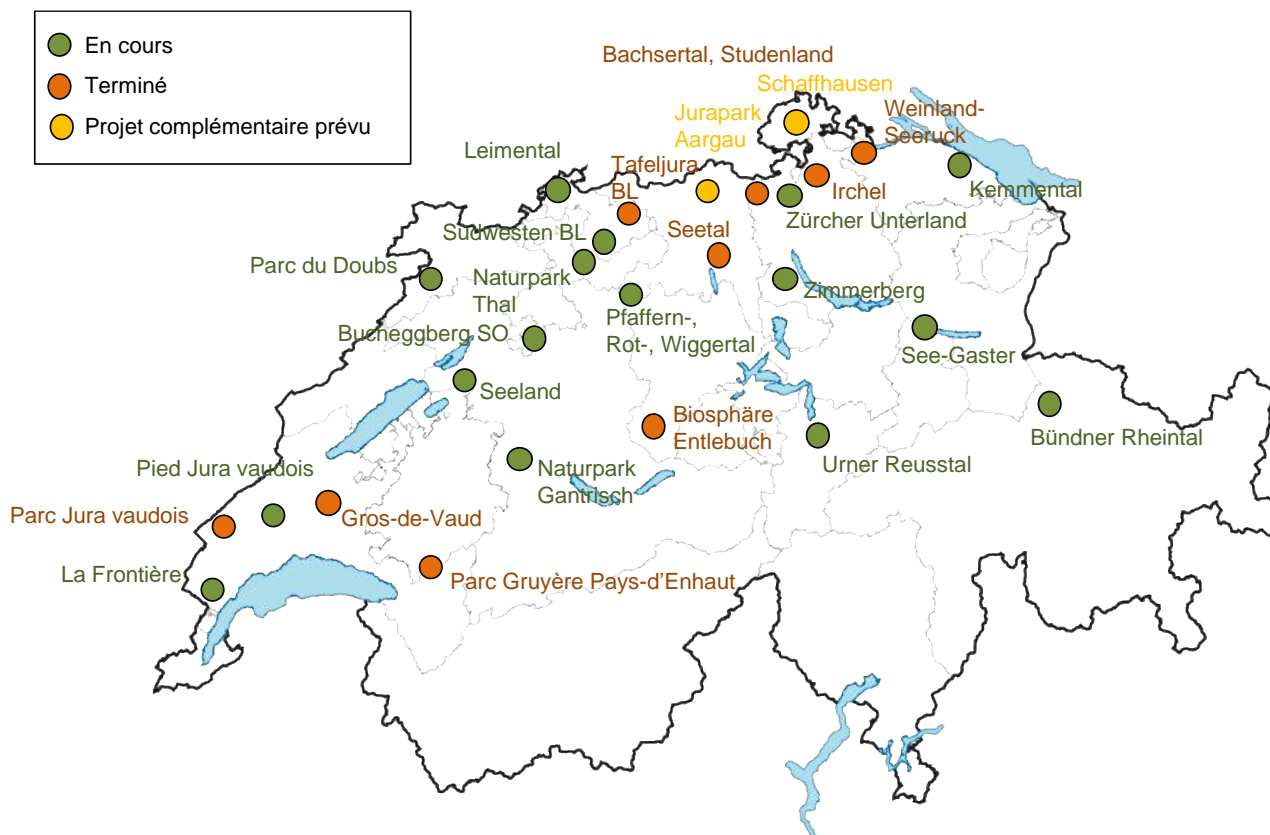 En cours
Terminé
Projet complémentaire prévu
Bachsertal, Studenland
Schaffhausen
Jurapark
Aargau
Weinland-
Seeruck
Leimental
Tafeljura
BL
Irchel
Kemmental
Zürcher Unterland
Südwesten BL
Seetal
Parc du Doubs
Naturpark
Thal
Zimmerberg
Bucheggberg SO
Pfaffern-,
Rot-, Wiggertal
See-Gaster
Seeland
Biosphäre
Entlebuch
Bündner Rheintal
Urner Reusstal
Pied Jura vaudois
Naturpark
Gantrisch
Parc Jura vaudois
Gros-de-Vaud
La Frontière
Parc Gruyère Pays-d'Enhaut